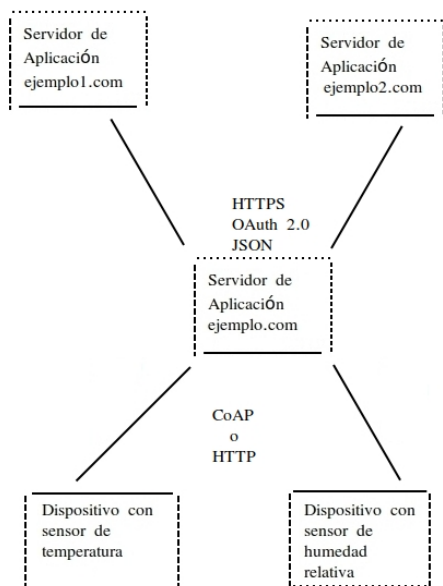 Servidor de
Aplicación
ejemplo1.com
Servidor de
Aplicación
ejemplo2.com
HTTPS
OAuth 2.0
JSON
Servidor de
Aplicación
ejemplo.com
CoAP
o
HTTP
Dispositivo con
sensor de
temperatura
Dispositivo con
sensor de
humedad
relativa